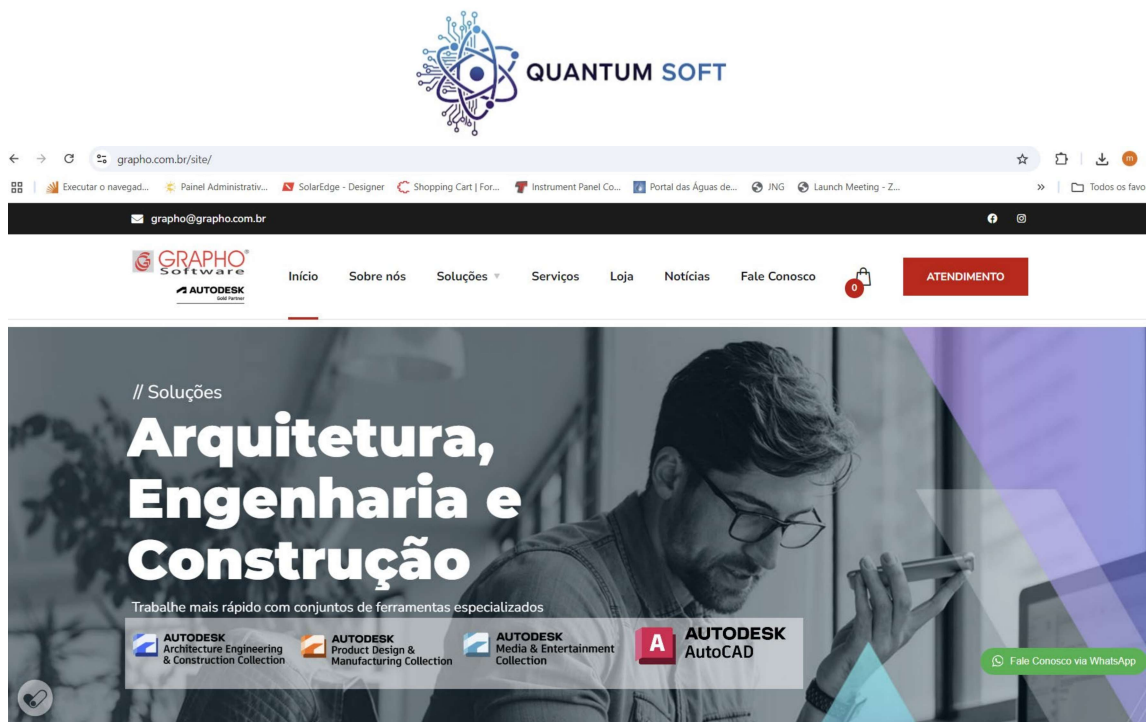 QUANTUM SOFT
grapho.com.br/site/
Executar o navegad... Painel Administrativ... SolarEdge - Designer Shopping Cart | For... Instrument Panel Co... Portal das Águas de... JNG Launch Meeting - Z... » Todos os favo
grapho@grapho.com.br
GRAPHO®
Software
AUTODESK
Gold Partner
Início Sobre nós Soluções Serviços Loja Notícias Fale Conosco 0 ATENDIMENTO
// Soluções
Arquitetura,
Engenharia e
Construção
Trabalhe mais rápido com conjuntos de ferramentas especializados
AUTODESK
Architecture Engineering
& Construction Collection
AUTODESK
Product Design &
Manufacturing Collection
AUTODESK
Media & Entertainment
Collection
A AUTODESK
AutoCAD
Fale Conosco via WhatsApp